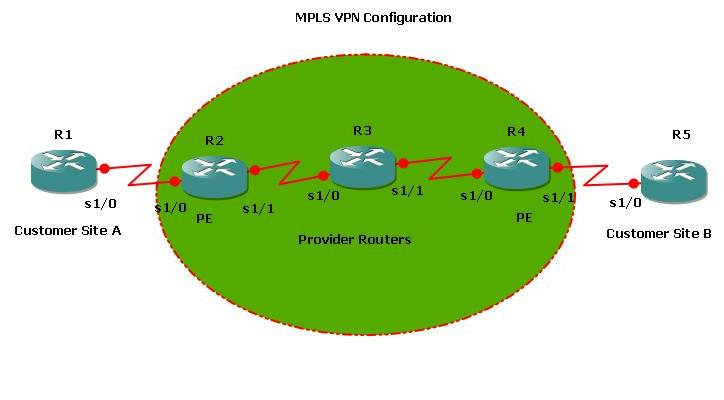 MPLS VPN Configuration
R1
R2
R3
R4
R5
s1/0
s1/0
s1/1
s1/0
s1/1
s1/0
s1/1
s1/0
PE
PE
Customer Site A
Provider Routers
Customer Site B